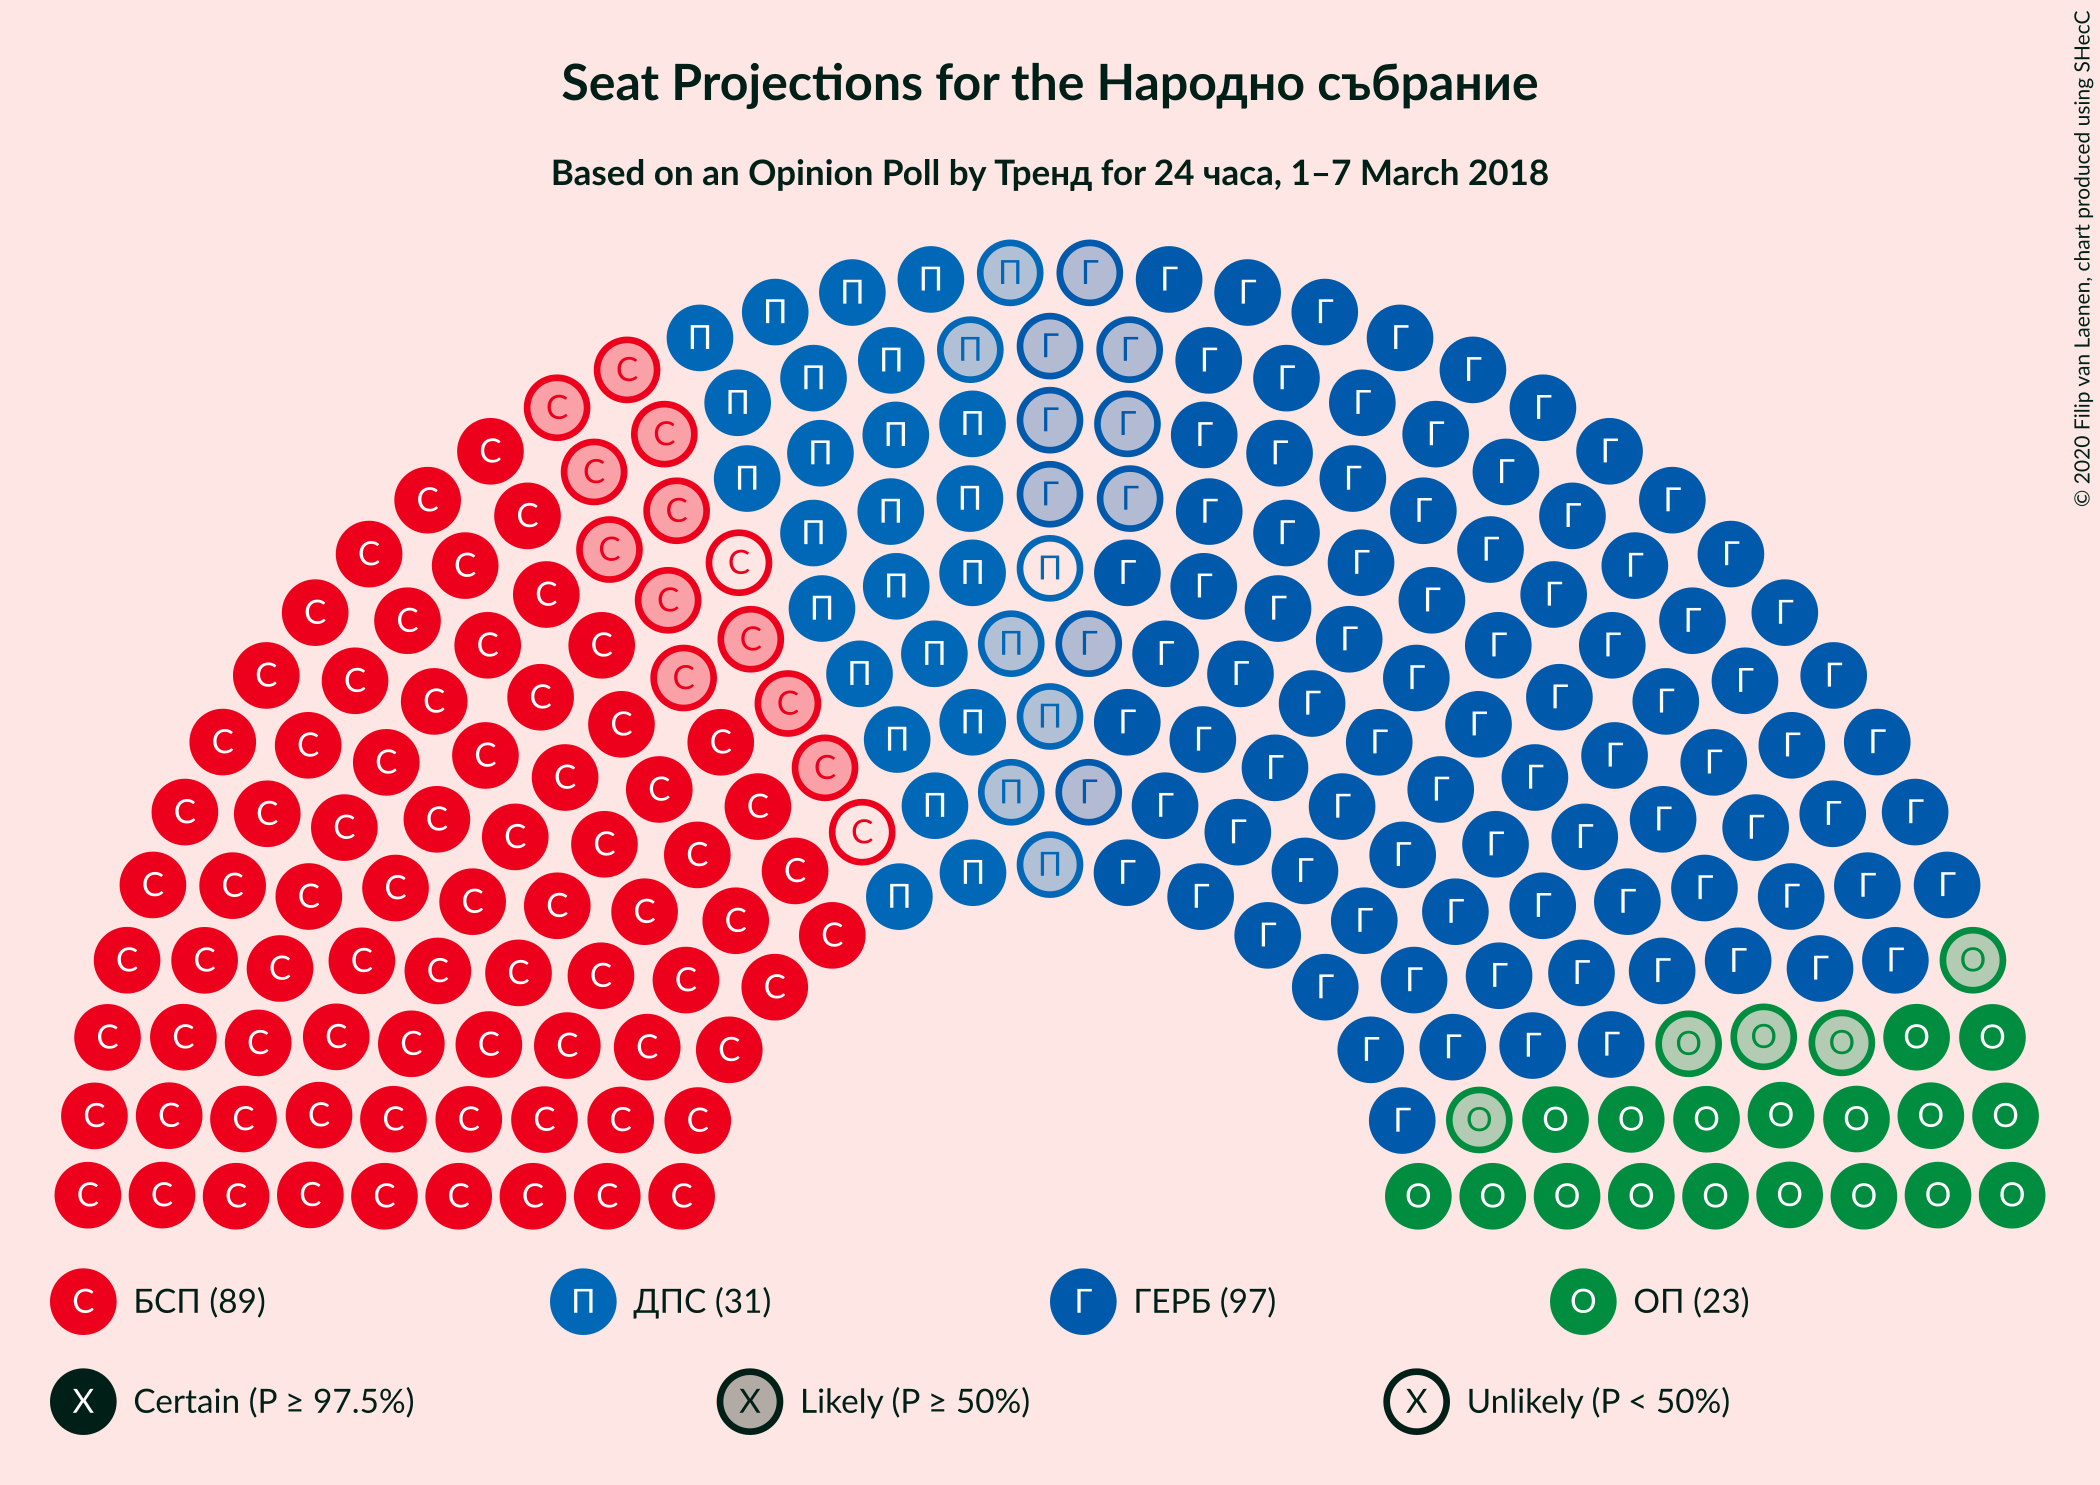 Seat Projections for the Народно събрание
Based on an Opinion Poll by Тренд for 24 часа, 1–7 March 2018
© 2020 Filip van Laenen, chart produced using SHecC
С БСП (89) П ДПС (31) Г ГЕРБ (97) О ОП (23)
X Certain (P ≥ 97.5%) X Likely (P ≥ 50%) X Unlikely (P < 50%)